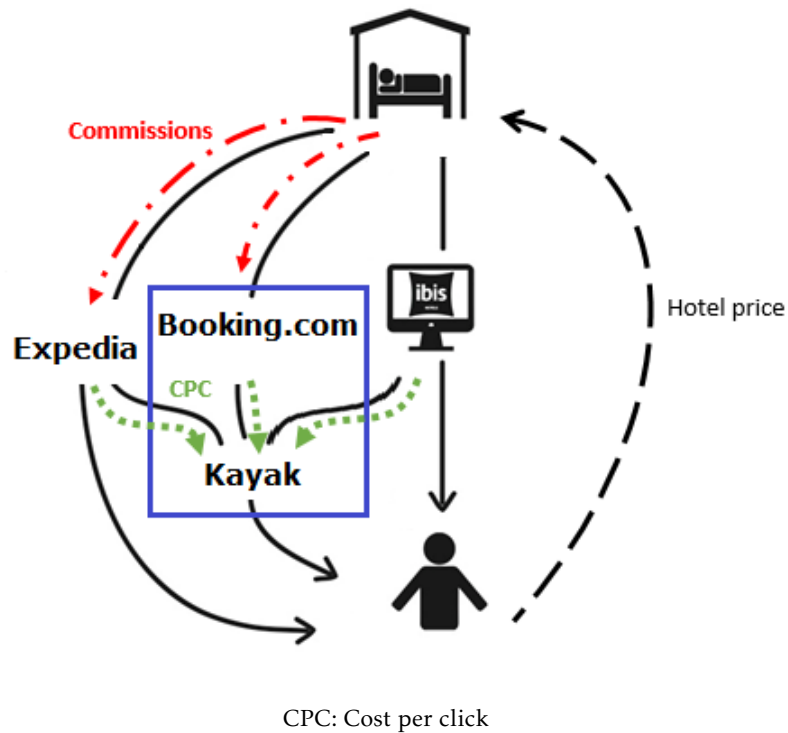 Commissions
ibis
Hotel price
Booking.com
Expedia
CPC
Kayak
CPC: Cost per click